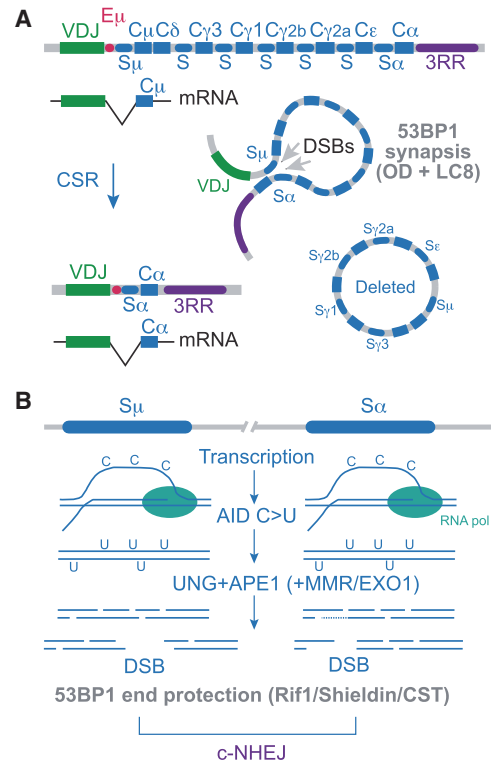 A
VDJ Eμ Cμ Cδ Cγ3 Cγ1 Cγ2b Cγ2a Cε Cα
Sμ S S S S S Sα 3RR
Cμ
mRNA
CSR
Sμ
DSBs
VDJ
Sα
53BP1
synapsis
(OD + LC8)
VDJ Cα
Sα 3RR
Cα
mRNA
Sγ2a
Sγ2b Sε
Deleted
Sγ1 Sμ
Sγ3
B
Sμ Sα
Transcription
C C C C C C
AID C>U
RNA pol
U U U U U U
U U U U
UNG+APE1 (+MMR/EXO1)
DSB DSB
53BP1 end protection (Rif1/Shieldin/CST)
c-NHEJ